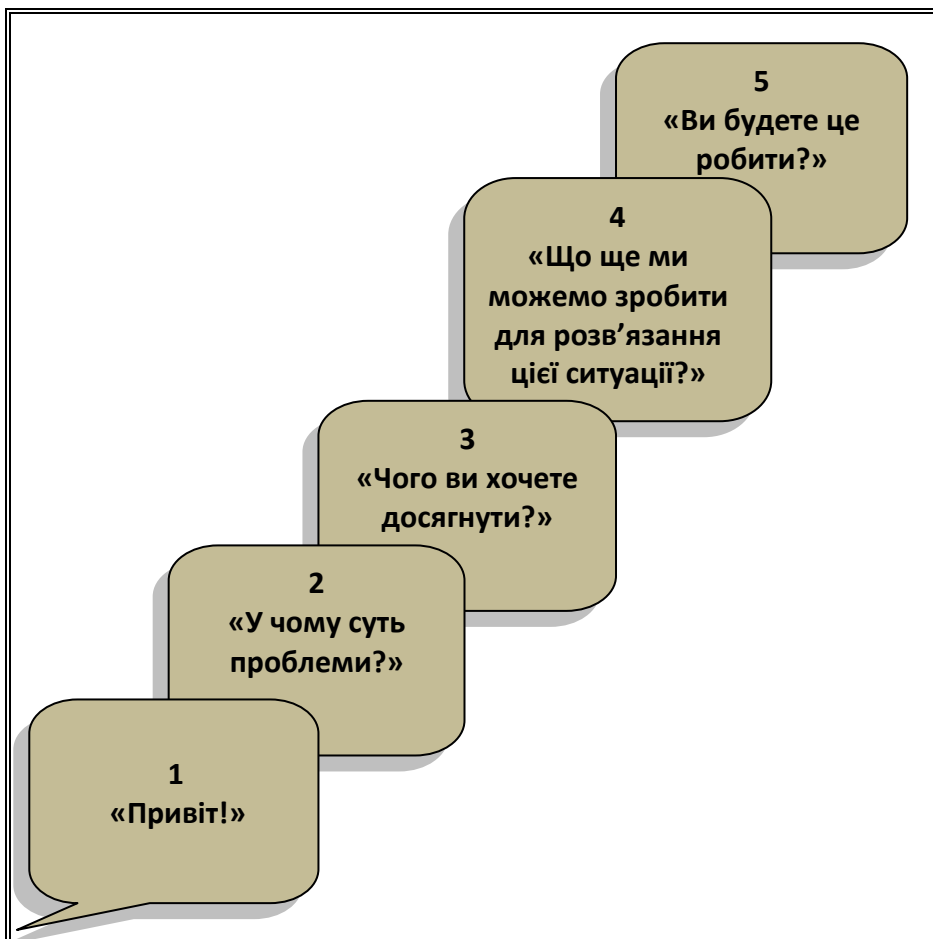 5
«Ви будете це
робити?»
4
«Що ще ми
можемо зробити
для розв’язання
цієї ситуації?»
3
«Чого ви хочете
досягнути?»
2
«У чому суть
проблеми?»
1
«Привіт!»